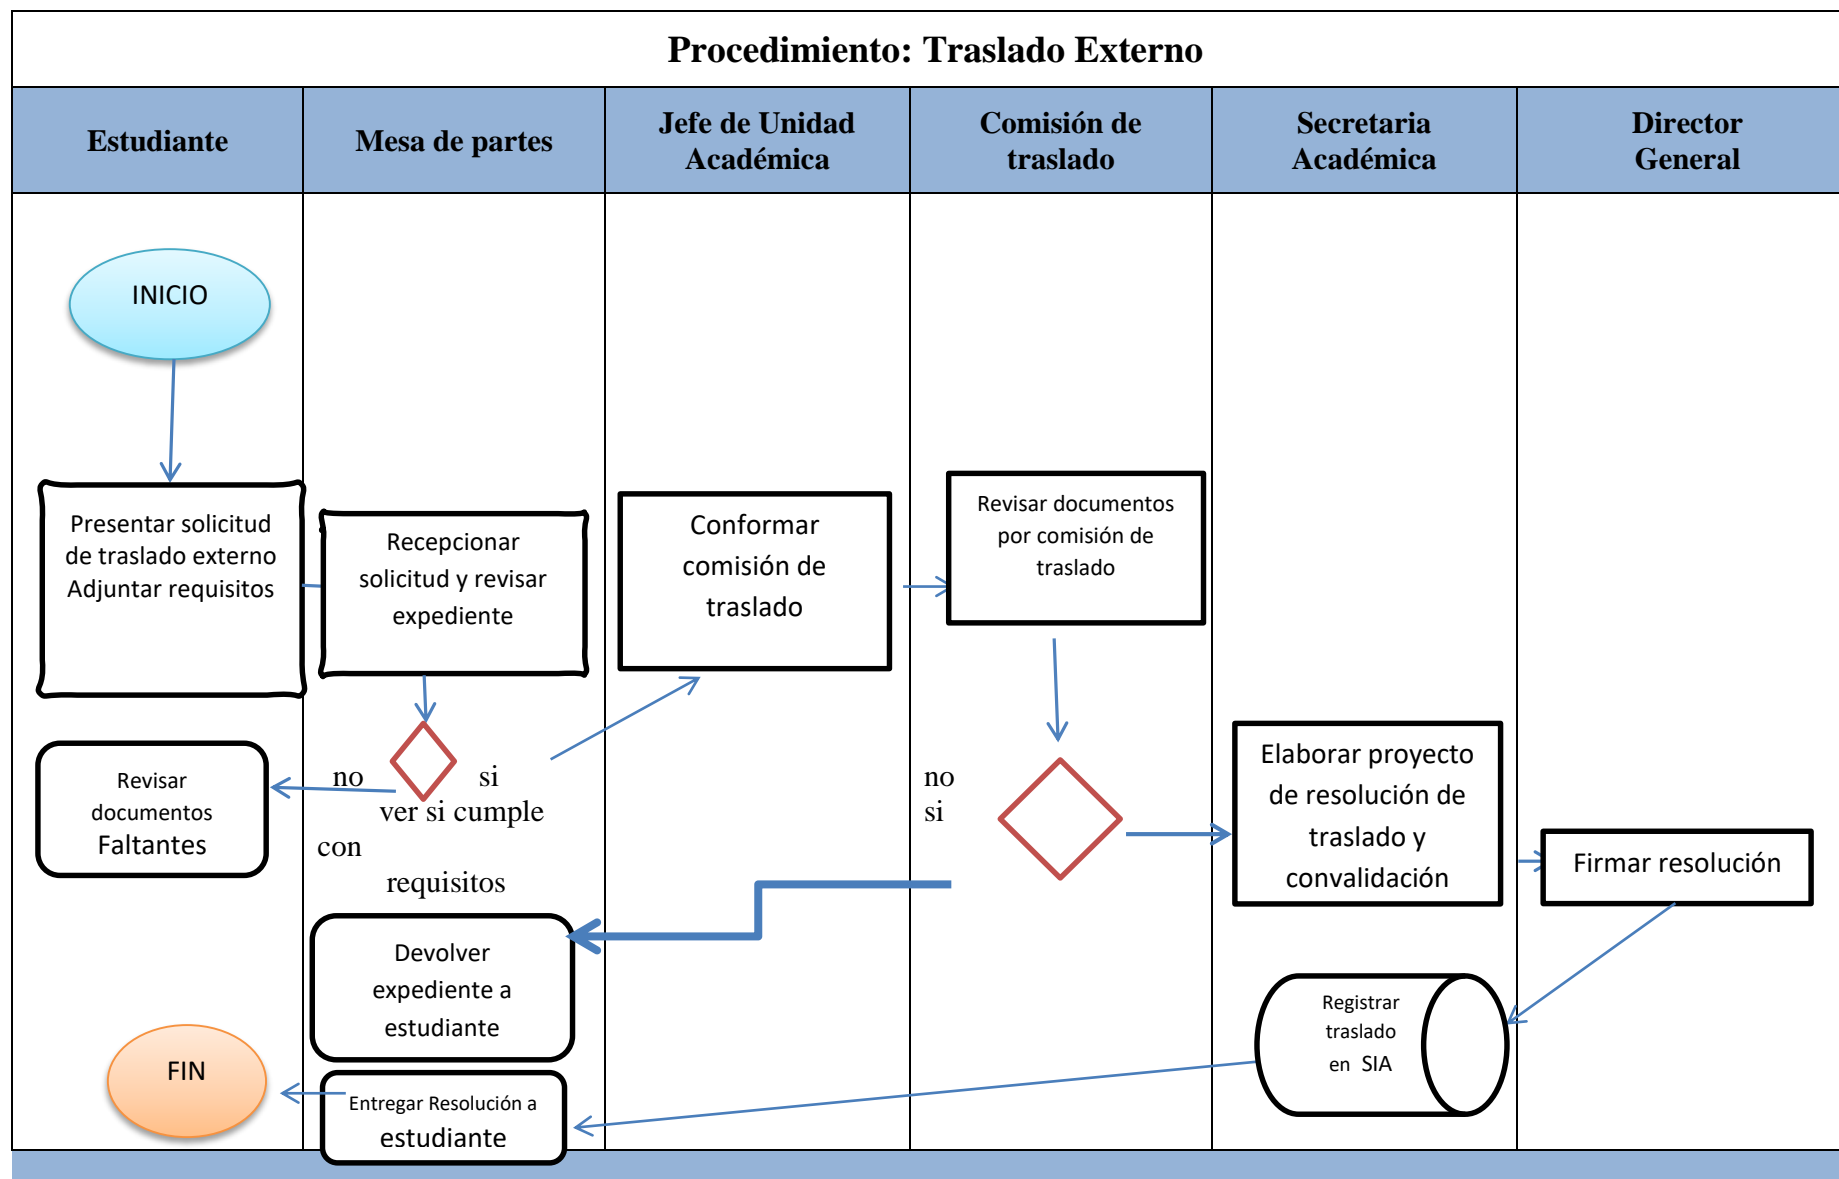 Procedimiento: Traslado Externo
Estudiante
Mesa de partes
Jefe de Unidad
Académica
Comisión de
traslado
Secretaria
Académica
Director
General
INICIO
Presentar solicitud
de traslado externo
Adjuntar requisitos
Recepcionar
solicitud y revisar
expediente
Conformar
comisión de
traslado
Revisar documentos
por comisión de
traslado
Revisar
documentos
Faltantes
no
si
ver si cumple
con
requisitos
no
si
Elaborar proyecto
de resolución de
traslado y
convalidación
Firmar resolución
Devolver
expediente a
estudiante
Registrar
traslado
en SIA
FIN
Entregar Resolución a
estudiante